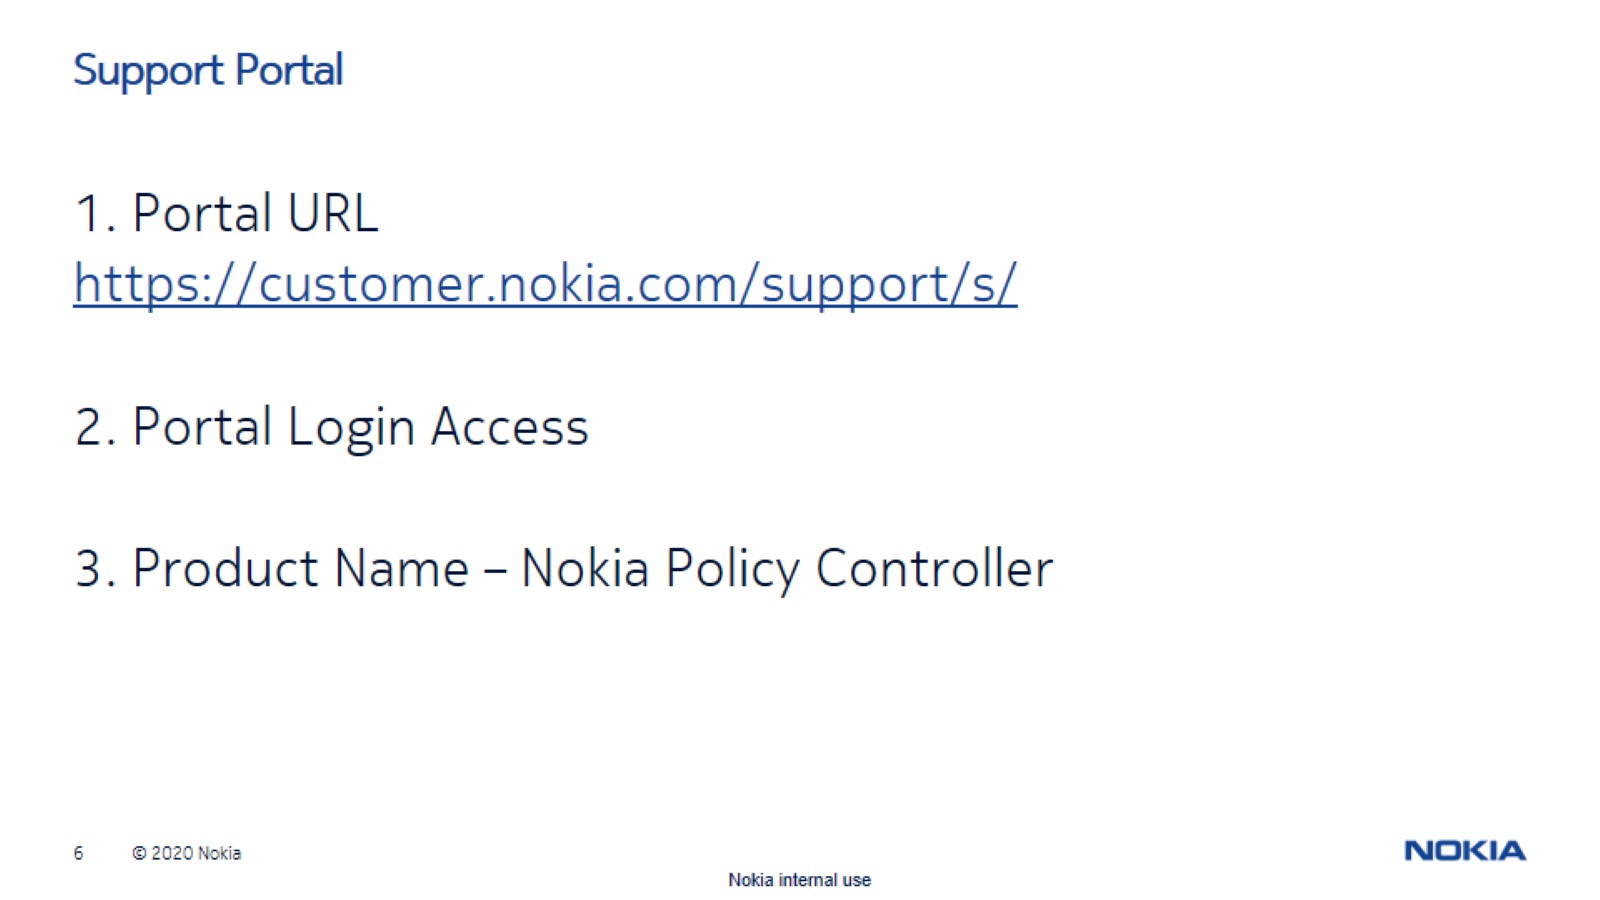 Support Portal
1. Portal URL
https://customer.nokia.com/support/s/
2. Portal Login Access
3. Product Name – Nokia Policy Controller
6 © 2020 Nokia
NOKIA
Nokia internal use